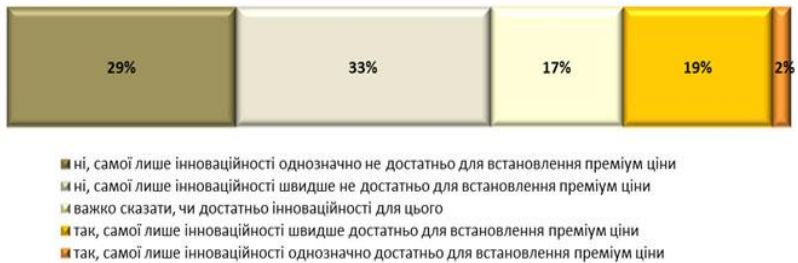 29% 33% 17% 19% 2%
ні, самої лише інноваційності однозначно не достатньо для встановлення преміум ціни
ні, самої лише інноваційності швидше не достатньо для встановлення преміум ціни
важко сказати, чи достатньо інноваційності для цього
так, самої лише інноваційності швидше достатньо для встановлення преміум ціни
так, самої лише інноваційності однозначно достатньо для встановлення преміум ціни